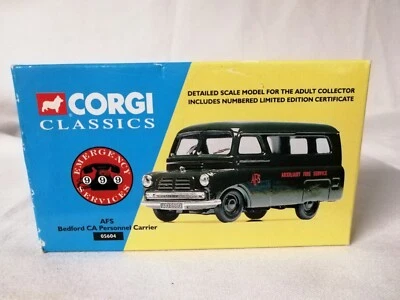 CORGI
CLASSICS
DETAILED SCALE MODEL FOR THE ADULT COLLECTOR
INCLUDES NUMBERED LIMITED EDITION CERTIFICATE
EMERGENCY
999
SERVICES
AUXILIARY FIRE SERVICE
AFS
Bedford CA Personnel Carrier
05604